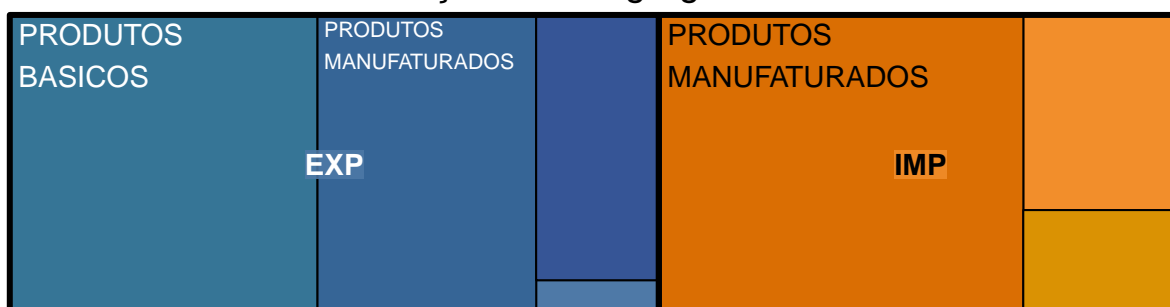 PRODUTOS
BASICOS
PRODUTOS
MANUFATURADOS
EXP
PRODUTOS
MANUFATURADOS
IMP